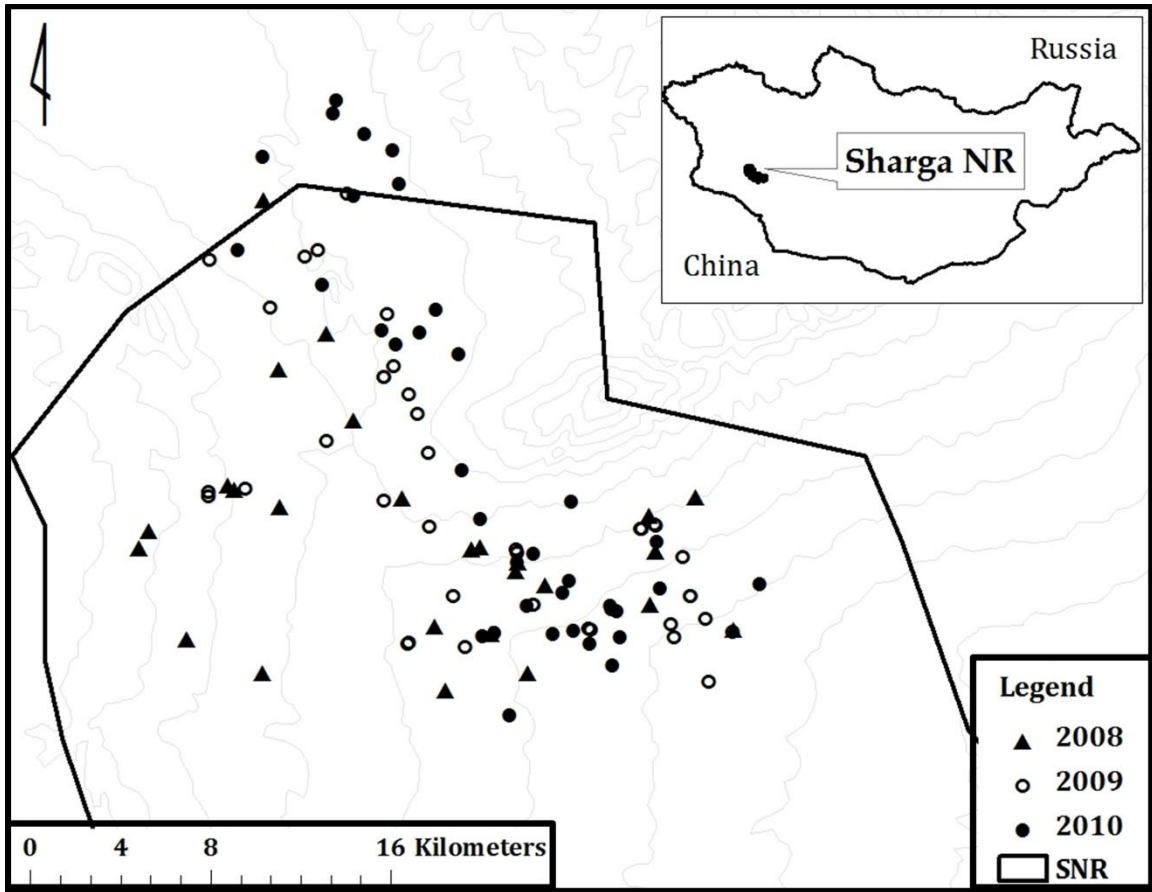 Russia
Sharga NR
China
Legend
2008
2009
2010
SNR
0 4 8 16 Kilometers